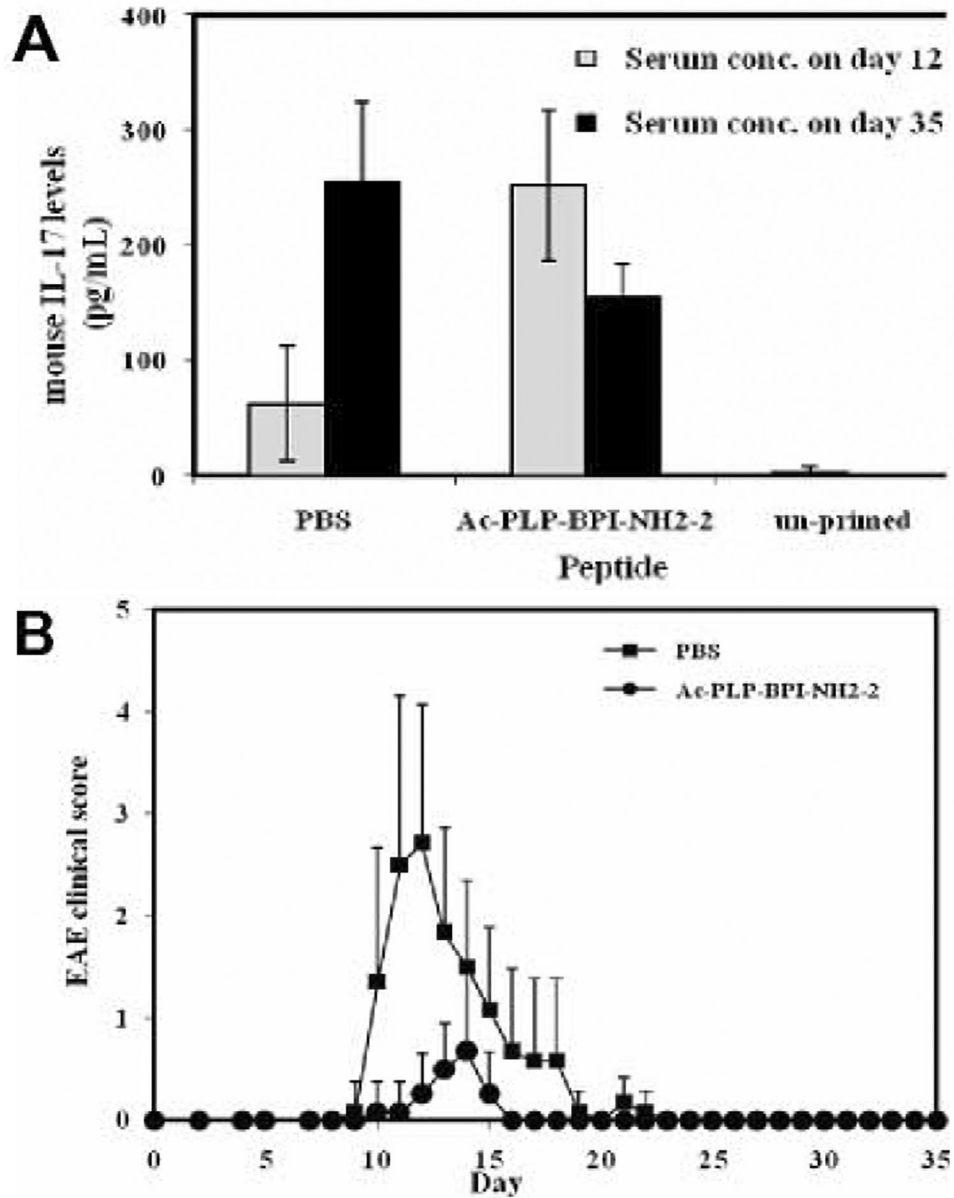 A
400
Serum conc. on day 12
Serum conc. on day 35
300
200
100
0
mouse IL-17 levels
(pg/mL)
PBS Ac-PLP-BPI-NH2-2 un-primed
Peptide
B
5
PBS
Ac-PLP-BPI-NH2-2
4
3
2
1
0
EAE clinical score
0 5 10 15 20 25 30 35
Day